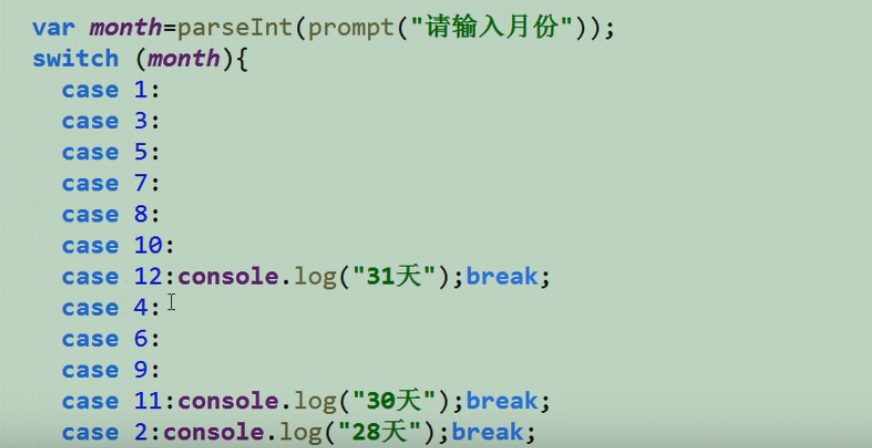 var month=parseInt(prompt("请输入月份"));
switch (month){
case 1:
case 3:
case 5:
case 7:
case 8:
case 10:
case 12:console.log("31天");break;
case 4:
case 6:
case 9:
case 11:console.log("30天");break;
case 2:console.log("28天");break;